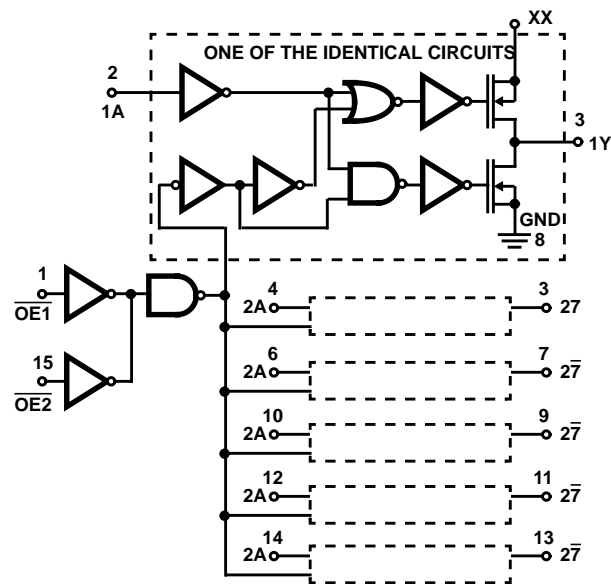 XX
ONE OF THE IDENTICAL CIRCUITS
2
1A
3
1Y
GND
8
1
OE1
15
OE2
4
2A
3
27
6
2A
7
27̅
10
2A
9
27̅
12
2A
11
27̅
14
2A
13
27̅